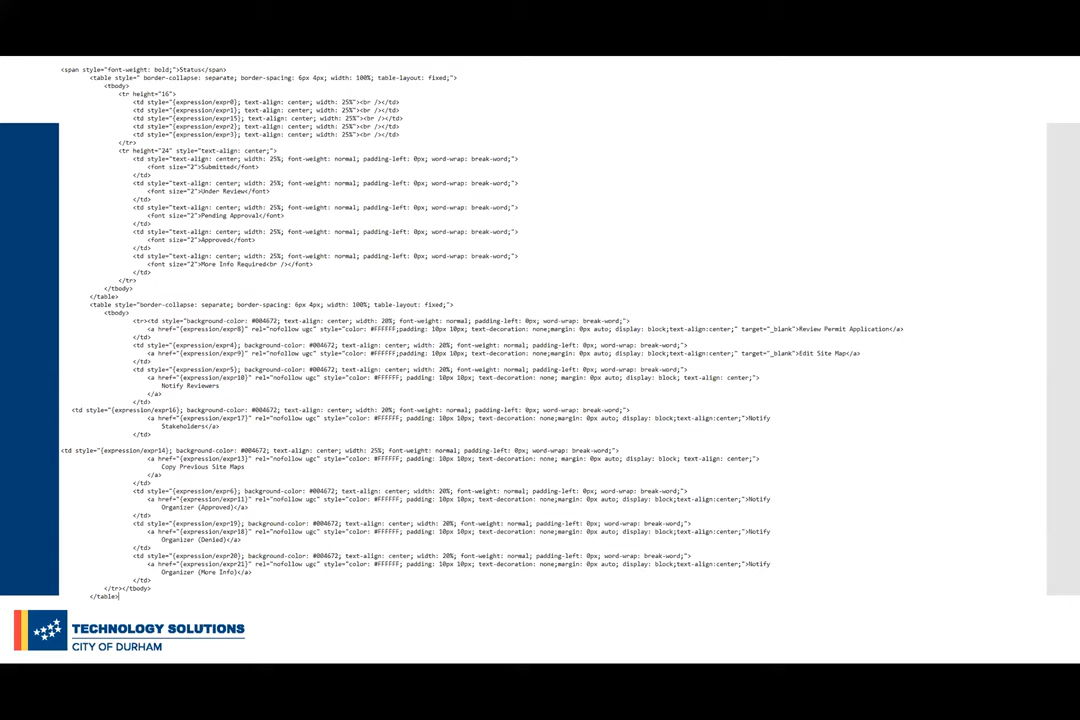 <span style="font-weight: bold;">Status</span>
<table style=" border-collapse: separate; border-spacing: 6px 4px; width: 100%; table-layout: fixed;">
<tbody>
<tr height="16">
<td style="{expression/expr0}; text-align: center; width: 25%"><br /></td>
<td style="{expression/expr1}; text-align: center; width: 25%"><br /></td>
<td style="{expression/expr15}; text-align: center; width: 25%"><br /></td>
<td style="{expression/expr2}; text-align: center; width: 25%"><br /></td>
<td style="{expression/expr3}; text-align: center; width: 25%"><br /></td>
</tr>
<tr height="24" style="text-align: center;">
<td style="text-align: center; width: 25%; font-weight: normal; padding-left: 0px; word-wrap: break-word;">
<font size="2">Submitted</font>
</td>
<td style="text-align: center; width: 25%; font-weight: normal; padding-left: 0px; word-wrap: break-word;">
<font size="2">Under Review</font>
</td>
<td style="text-align: center; width: 25%; font-weight: normal; padding-left: 0px; word-wrap: break-word;">
<font size="2">Pending Approval</font>
</td>
<td style="text-align: center; width: 25%; font-weight: normal; padding-left: 0px; word-wrap: break-word;">
<font size="2">Approved</font>
</td>
<td style="text-align: center; width: 25%; font-weight: normal; padding-left: 0px; word-wrap: break-word;">
<font size="2">More Info Required<br /></font>
</td>
</tr>
</tbody>
</table>
<table style="border-collapse: separate; border-spacing: 6px 4px; width: 100%; table-layout: fixed;">
<tbody>
<tr><td style="background-color: #004672; text-align: center; width: 20%; font-weight: normal; padding-left: 0px; word-wrap: break-word;">
<a href="{expression/expr8}" rel="nofollow ugc" style="color: #FFFFFF;padding: 10px 10px; text-decoration: none;margin: 0px auto; display: block;text-align:center;" target="_blank">Review Permit Application</a>
</td>
<td style="{expression/expr4}; background-color: #004672; text-align: center; width: 20%; font-weight: normal; padding-left: 0px; word-wrap: break-word;">
<a href="{expression/expr9}" rel="nofollow ugc" style="color: #FFFFFF;padding: 10px 10px; text-decoration: none;margin: 0px auto; display: block;text-align:center;" target="_blank">Edit Site Map</a>
</td>
<td style="{expression/expr5}; background-color: #004672; text-align: center; width: 20%; font-weight: normal; padding-left: 0px; word-wrap: break-word;">
<a href="{expression/expr10}" rel="nofollow ugc" style="color: #FFFFFF; padding: 10px 10px; text-decoration: none; margin: 0px auto; display: block; text-align: center;">
Notify Reviewers
</a>
</td>
<td style="{expression/expr16}; background-color: #004672; text-align: center; width: 20%; font-weight: normal; padding-left: 0px; word-wrap: break-word;">
<a href="{expression/expr17}" rel="nofollow ugc" style="color: #FFFFFF; padding: 10px 10px; text-decoration: none;margin: 0px auto; display: block;text-align:center;">Notify
Stakeholders</a>
</td>
<td style="{expression/expr14}; background-color: #004672; text-align: center; width: 25%; font-weight: normal; padding-left: 0px; word-wrap: break-word;">
<a href="{expression/expr13}" rel="nofollow ugc" style="color: #FFFFFF; padding: 10px 10px; text-decoration: none; margin: 0px auto; display: block; text-align: center;">
Copy Previous Site Maps
</a>
</td>
<td style="{expression/expr6}; background-color: #004672; text-align: center; width: 20%; font-weight: normal; padding-left: 0px; word-wrap: break-word;">
<a href="{expression/expr11}" rel="nofollow ugc" style="color: #FFFFFF; padding: 10px 10px; text-decoration: none;margin: 0px auto; display: block;text-align:center;">Notify
Organizer (Approved)</a>
</td>
<td style="{expression/expr19}; background-color: #004672; text-align: center; width: 20%; font-weight: normal; padding-left: 0px; word-wrap: break-word;">
<a href="{expression/expr18}" rel="nofollow ugc" style="color: #FFFFFF; padding: 10px 10px; text-decoration: none;margin: 0px auto; display: block;text-align:center;">Notify
Organizer (Denied)</a>
</td>
<td style="{expression/expr20}; background-color: #004672; text-align: center; width: 20%; font-weight: normal; padding-left: 0px; word-wrap: break-word;">
<a href="{expression/expr21}" rel="nofollow ugc" style="color: #FFFFFF; padding: 10px 10px; text-decoration: none;margin: 0px auto; display: block;text-align:center;">Notify
Organizer (More Info)</a>
</td>
</tr></tbody>
</table>
TECHNOLOGY SOLUTIONS
CITY OF DURHAM